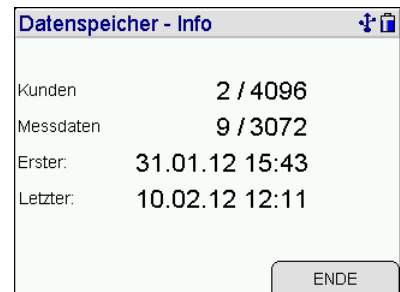 Datenspeicher - Info
Kunden 2 / 4096
Messdaten 9 / 3072
Erster: 31.01.12 15:43
Letzter: 10.02.12 12:11
ENDE